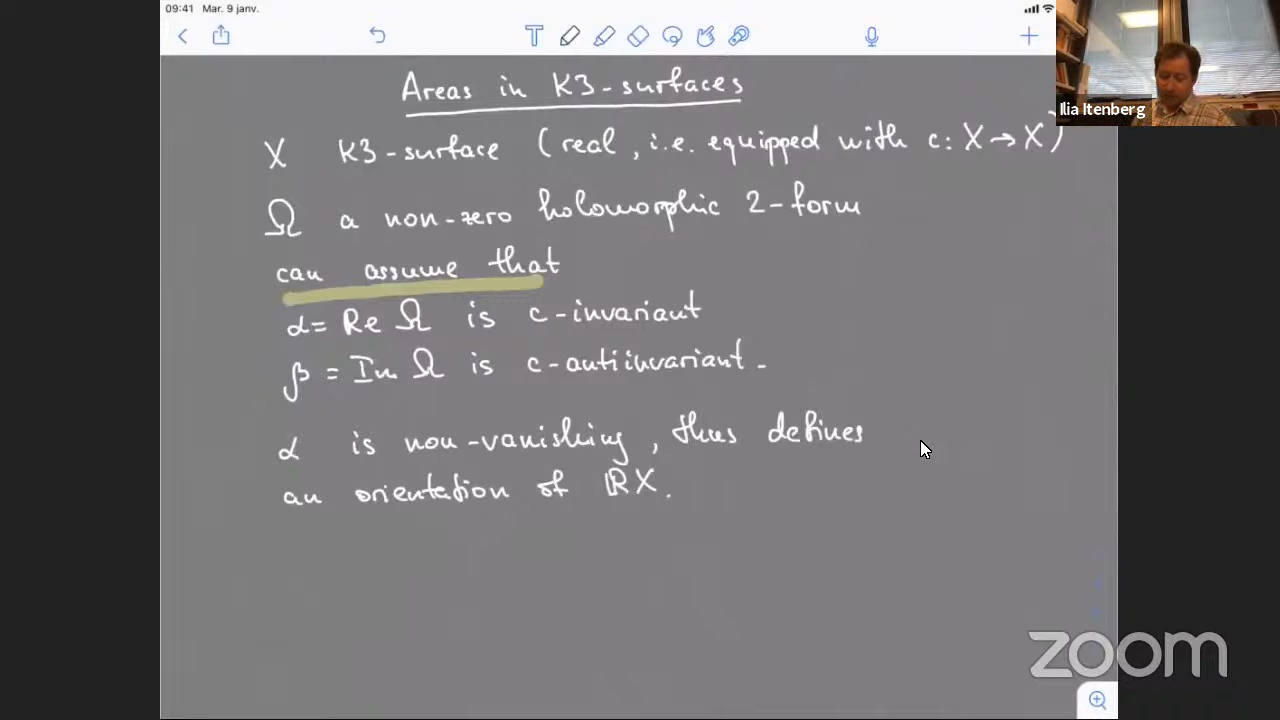 09:41 Mar. 9 janv.
Areas in K3-surfaces
Ilia Itenberg
X K3-surface (real, i.e. equipped with c: X → X)
Ω a non-zero holomorphic 2-form
can assume that
α = Re Ω is c-invariant
β = Im Ω is c-antiinvariant.
α is non-vanishing, thus defines
an orientation of ℝX.
zoom